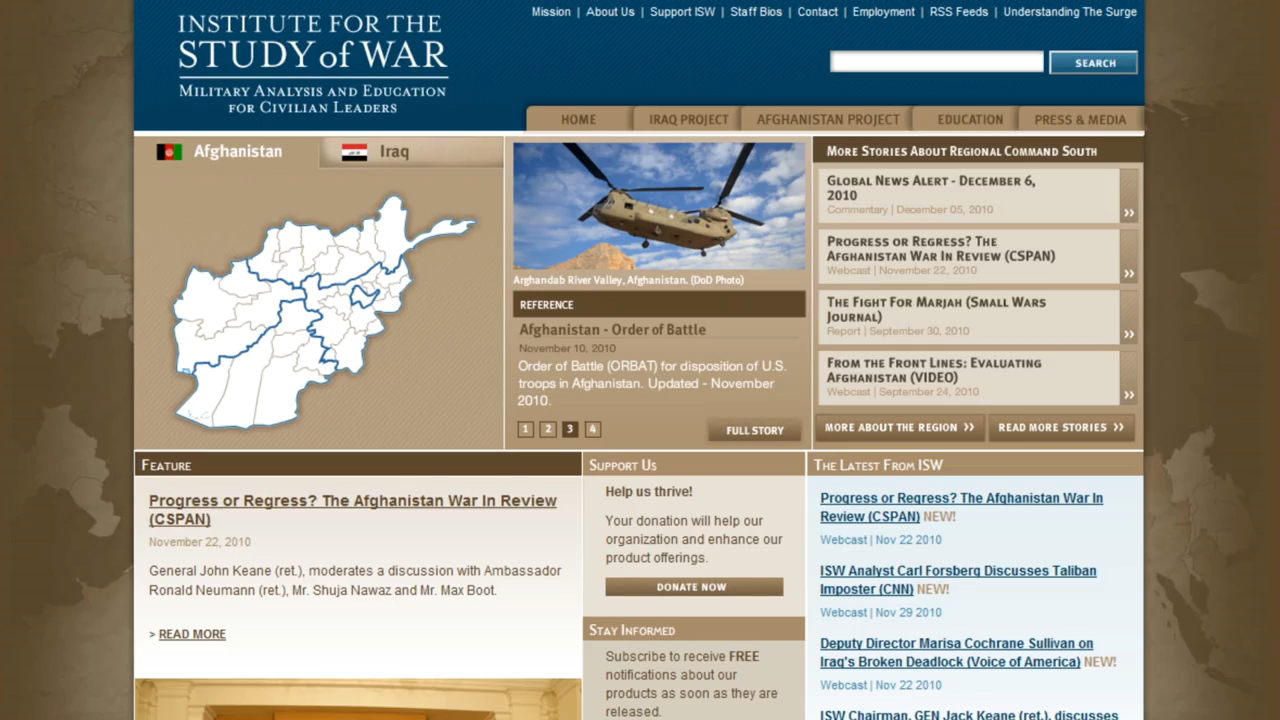 INSTITUTE FOR THE
STUDY of WAR
MILITARY ANALYSIS AND EDUCATION
FOR CIVILIAN LEADERS
Mission | About Us | Support ISW | Staff Bios | Contact | Employment | RSS Feeds | Understanding The Surge
SEARCH
HOME
IRAQ PROJECT
AFGHANISTAN PROJECT
EDUCATION
PRESS & MEDIA
Afghanistan
Iraq
Arghandab River Valley, Afghanistan. (DoD Photo)
REFERENCE
Afghanistan - Order of Battle
November 10, 2010
Order of Battle (ORBAT) for disposition of U.S.
troops in Afghanistan. Updated - November
2010.
1 2 3 4
FULL STORY
MORE STORIES ABOUT REGIONAL COMMAND SOUTH
GLOBAL NEWS ALERT - DECEMBER 6,
2010
Commentary | December 05, 2010
PROGRESS OR REGRESS? THE
AFGHANISTAN WAR IN REVIEW (CSPAN)
Webcast | November 22, 2010
THE FIGHT FOR MARJAH (SMALL WARS
JOURNAL)
Report | September 30, 2010
FROM THE FRONT LINES: EVALUATING
AFGHANISTAN (VIDEO)
Webcast | September 24, 2010
MORE ABOUT THE REGION »
READ MORE STORIES »
FEATURE
Progress or Regress? The Afghanistan War In Review
(CSPAN)
November 22, 2010
General John Keane (ret.), moderates a discussion with Ambassador
Ronald Neumann (ret.), Mr. Shuja Nawaz and Mr. Max Boot.
> READ MORE
SUPPORT US
Help us thrive!
Your donation will help our
organization and enhance our
product offerings.
DONATE NOW
STAY INFORMED
Subscribe to receive FREE
notifications about our
products as soon as they are
released.
THE LATEST FROM ISW
Progress or Regress? The Afghanistan War In
Review (CSPAN) NEW!
Webcast | Nov 22 2010
ISW Analyst Carl Forsberg Discusses Taliban
Imposter (CNN) NEW!
Webcast | Nov 29 2010
Deputy Director Marisa Cochrane Sullivan on
Iraq's Broken Deadlock (Voice of America) NEW!
Webcast | Nov 22 2010
ISW Chairman, GEN Jack Keane (ret.), discusses